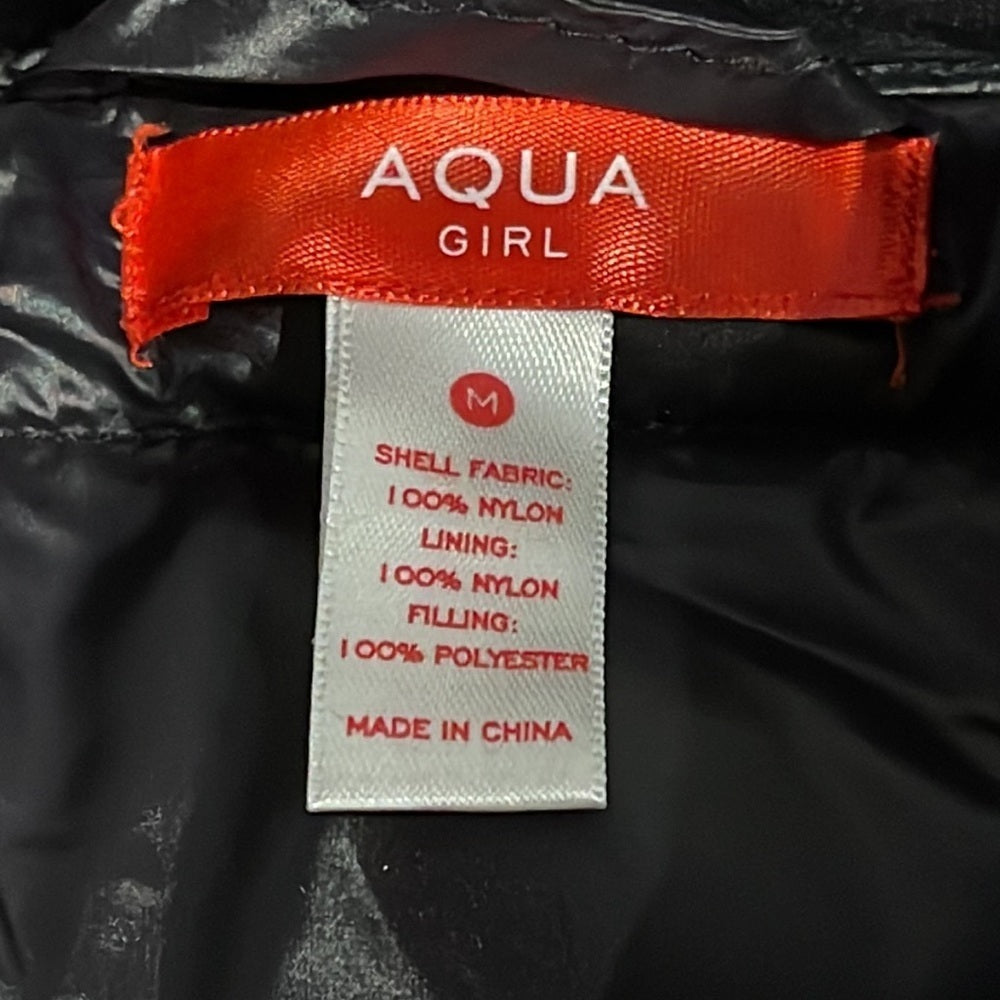 AQUA
GIRL
M
SHELL FABRIC:
100% NYLON
LINING:
100% NYLON
FILLING:
100% POLYESTER
MADE IN CHINA